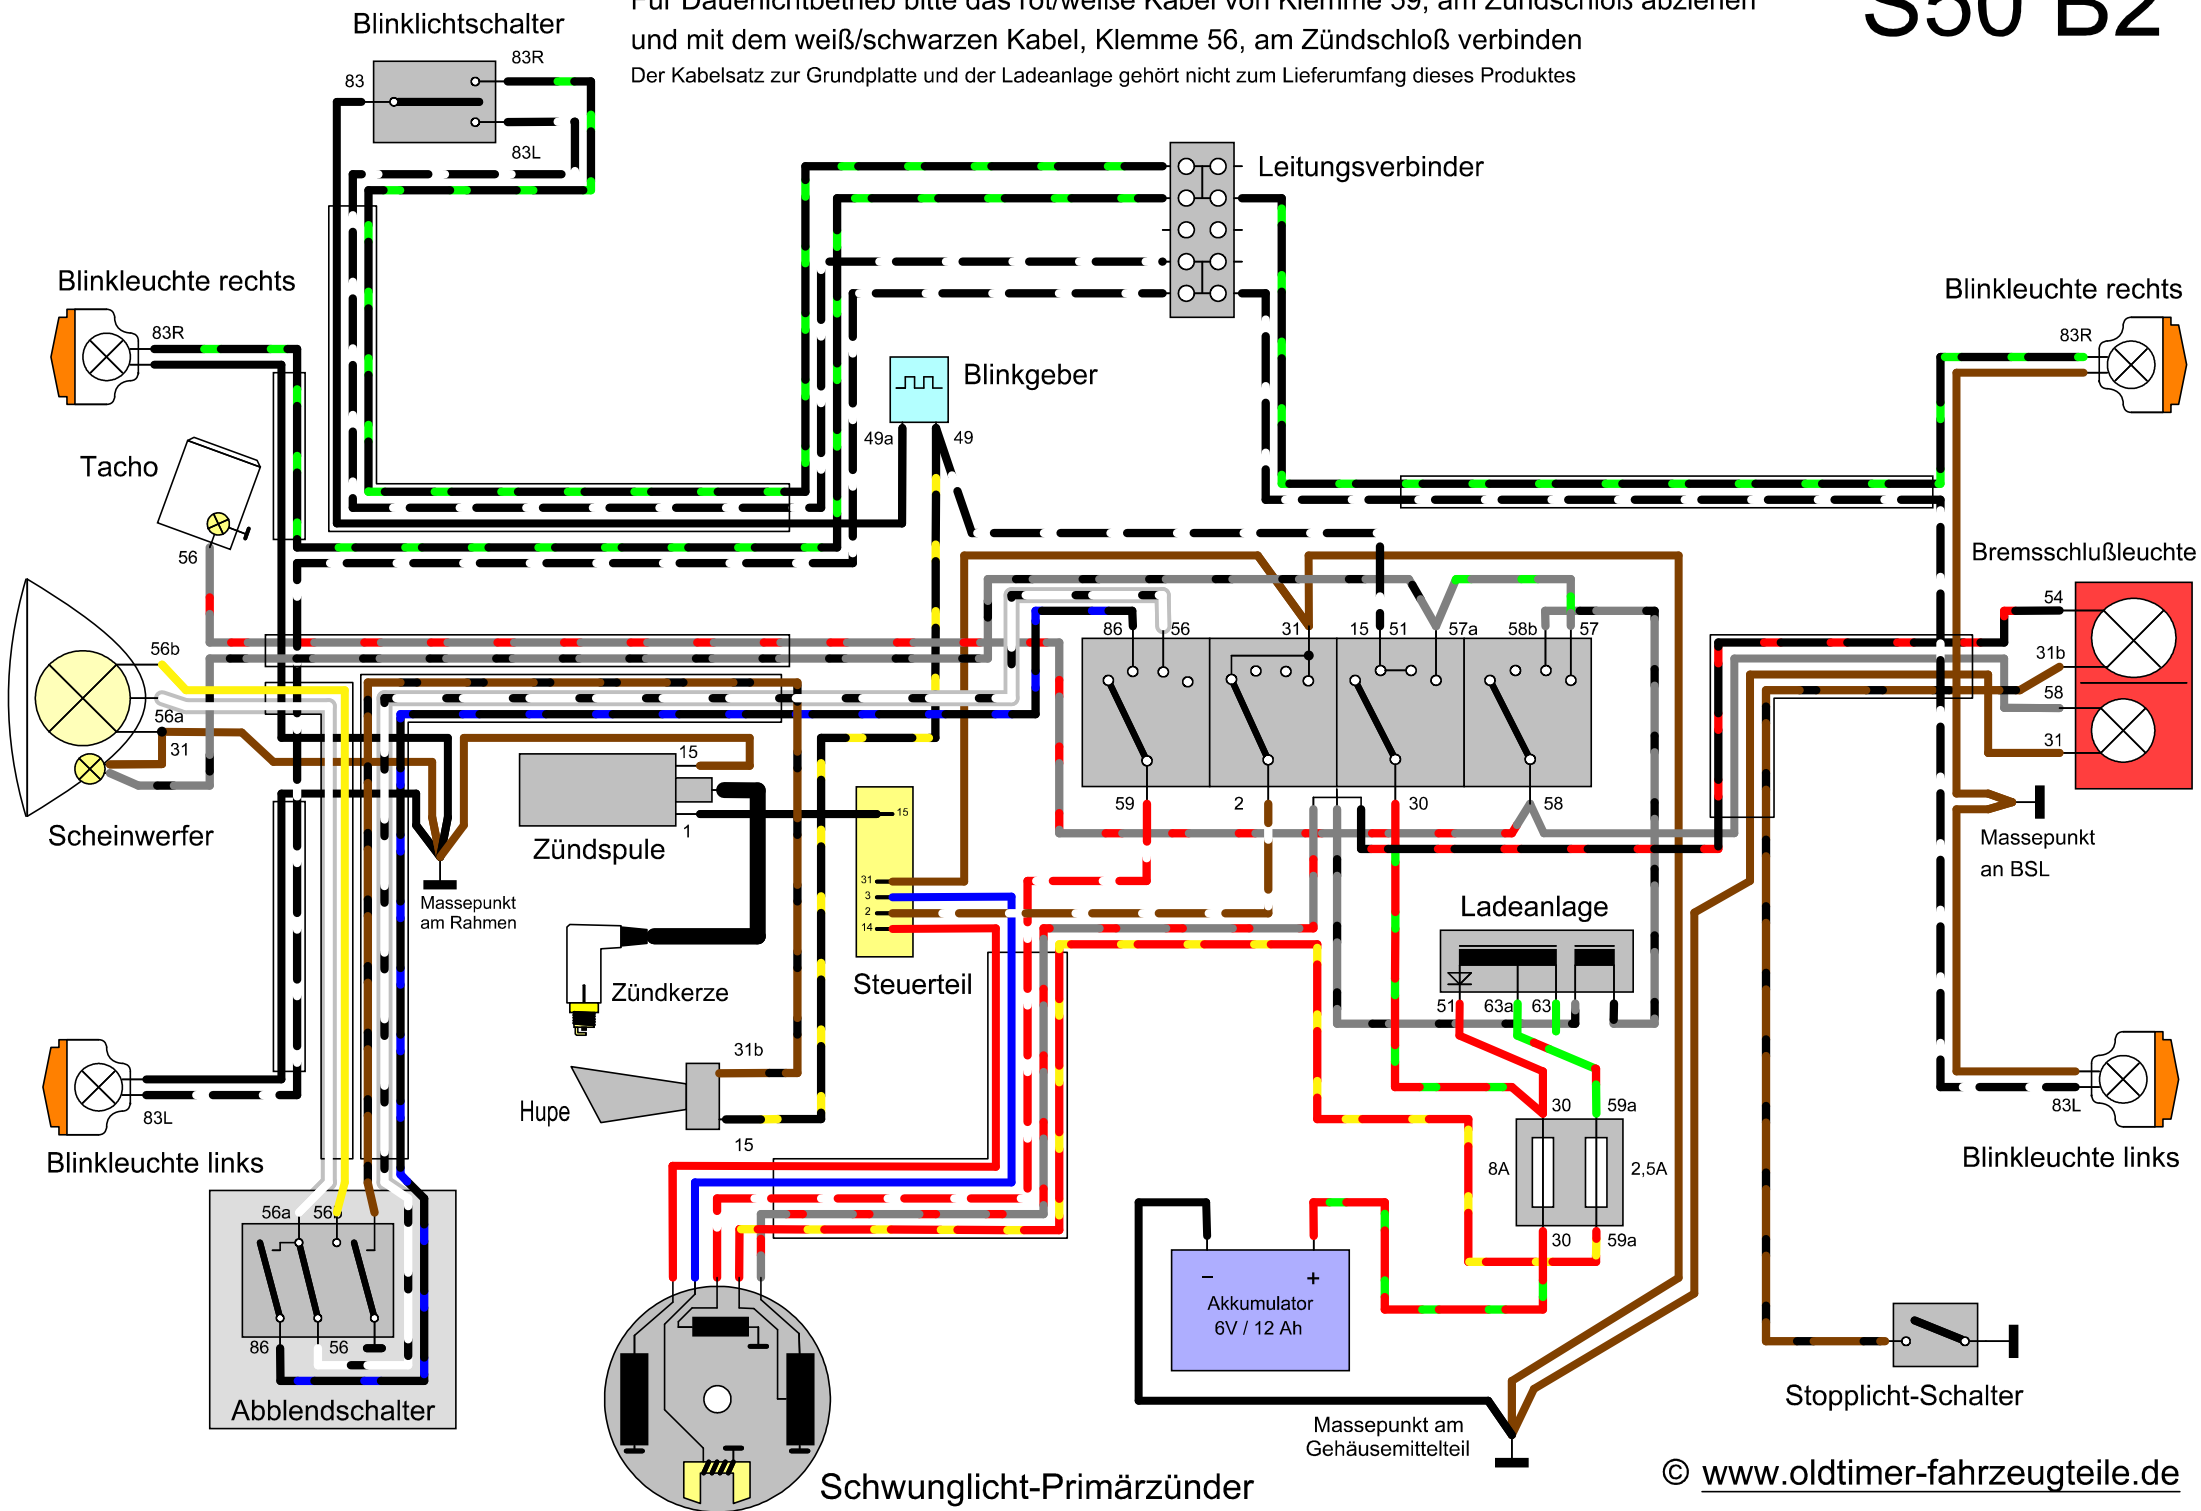 Für Dauerlichtbetrieb bitte das rot/weiße Kabel von Klemme 59, am Zündschloß abziehen
und mit dem weiß/schwarzen Kabel, Klemme 56, am Zündschloß verbinden
Der Kabelsatz zur Grundplatte und der Ladeanlage gehört nicht zum Lieferumfang dieses Produktes
S50 B2
Blinklichtschalter
83R
83
83L
Leitungsverbinder
Blinkleuchte rechts
83R
Blinkleuchte rechts
83R
Blinkgeber
49a
49
Tacho
56
Bremsschlußleuchte
54
31b
58
31
56b
56a
31
Scheinwerfer
86
56
31
15
51
57a
58b
57
59
2
30
58
15
1
Zündspule
15
31
3
2
14
Steuerteil
Massepunkt
am Rahmen
Massepunkt
an BSL
Ladeanlage
51
63a
63
Zündkerze
31b
Hupe
15
83L
Blinkleuchte links
83L
Blinkleuchte links
30
59a
8A
2,5A
30
59a
56a
56b
86
56
Abblendschalter
–
+
Akkumulator
6V / 12 Ah
Stopplicht-Schalter
Massepunkt am
Gehäusemittelteil
Schwunglicht-Primärzünder
© www.oldtimer-fahrzeugteile.de